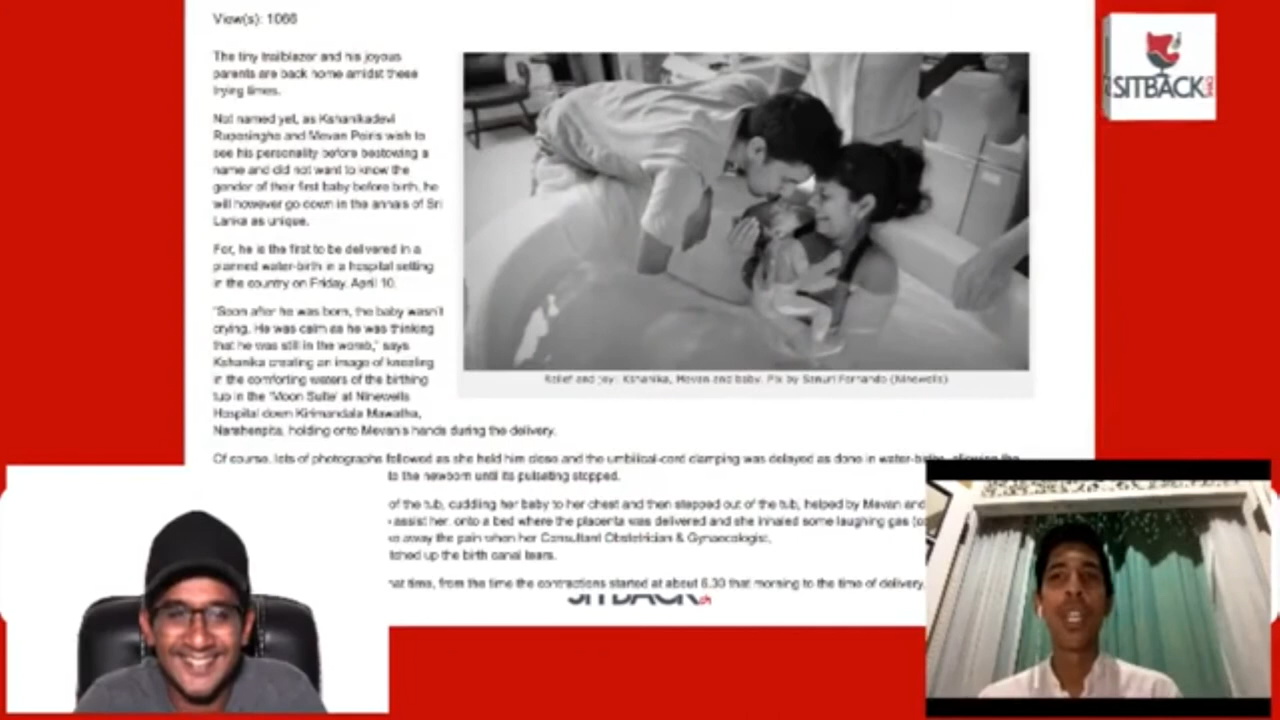 View(s): 1066
The tiny trailblazer and his joyous
parents are back home amidst these
trying times.
Not named yet, as Kshanikadevi
Rupasinghe and Mevan Peiris wish to
see his personality before bestowing a
name and did not want to know the
gender of their first baby before birth, he
will however go down in the annals of Sri
Lanka as unique.
For, he is the first to be delivered in a
planned water-birth in a hospital setting
in the country on Friday, April 10.
"Soon after he was born, the baby wasn't
crying. He was calm as he was thinking
that he was still in the womb," says
Kshanika creating an image of kneeling
in the comforting waters of the birthing
tub in the 'Moon Suite' at Ninewells
Hospital down Kirimandala Mawatha,
Narahenpita, holding onto Mevan's hands during the delivery.
Relief and joy: Kshanika, Mevan and baby. Pix by Sanuri Fernando (Ninewells)
Of course, lots of photographs followed as she held him close and the umbilical-cord clamping was delayed as done in water-births, allowing the
to the newborn until its pulsating stopped.
of the tub, cuddling her baby to her chest and then stepped out of the tub, helped by Mevan and
assist her, onto a bed where the placenta was delivered and she inhaled some laughing gas
away the pain when her Consultant Obstetrician & Gynaecologist,
up the birth canal tears.
time, from the time the contractions started at about 6.30 that morning to the time of delivery,
SITBACK
SITBACK